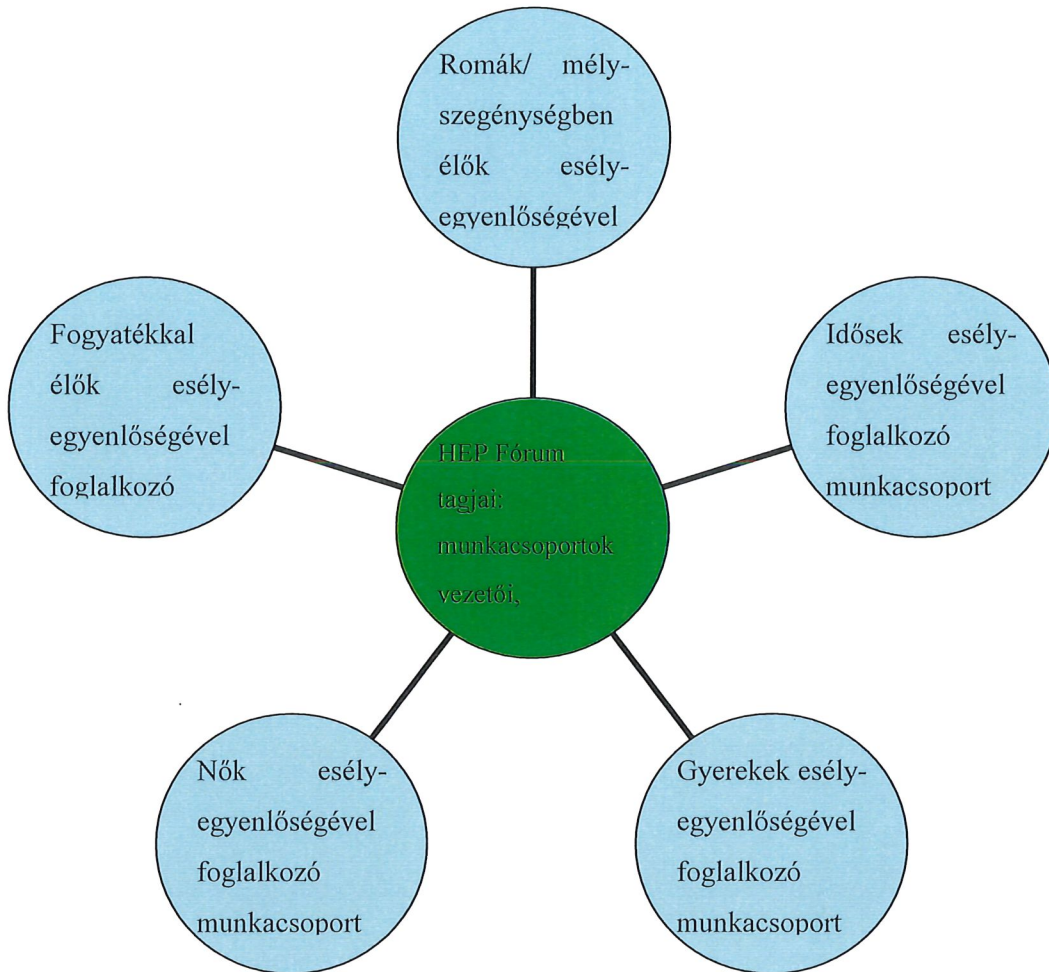 Romák/ mély-
szegénységben
élők esély-
egyenlőségével
Fogyatékkal
élők esély-
egyenlőségével
foglalkozó
Idősek esély-
egyenlőségével
foglalkozó
munkacsoport
HEP Fórum
tagjai:
munkacsoportok
vezetői,
Nők esély-
egyenlőségével
foglalkozó
munkacsoport
Gyerekek esély-
egyenlőségével
foglalkozó
munkacsoport